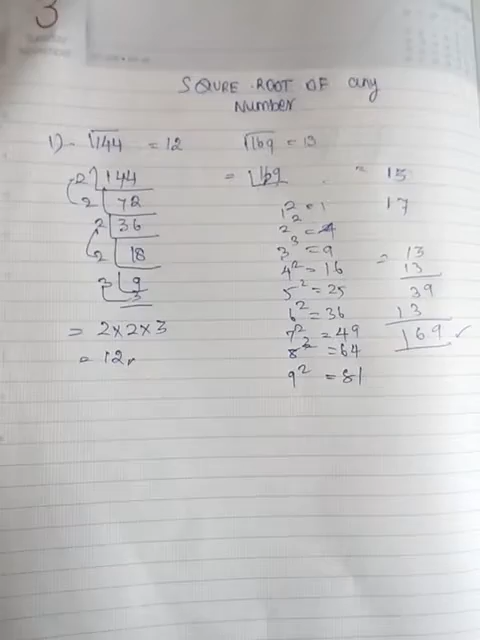 3
SQURE ROOT OF any
Number
1) √144 = 12
2 | 144
2 | 72
2 | 36
2 | 18
3 | 9
3
= 2×2×3
= 12
√169 = 13
= √169
1² = 1
2² = 4
3³ = 9
4² = 16
5² = 25
6² = 36
7² = 49
8² = 64
9² = 81
= 15
17
= 13
13
39
13
169 ✓